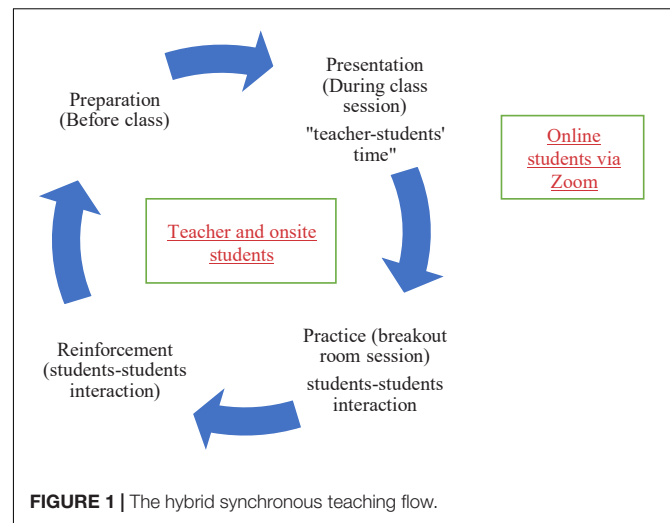 Preparation
(Before class)
Presentation
(During class
session)
"teacher-students'
time"
Online
students via
Zoom
Teacher and onsite
students
Practice (breakout
room session)
students-students
interaction
Reinforcement
(students-students
interaction)
FIGURE 1 | The hybrid synchronous teaching flow.